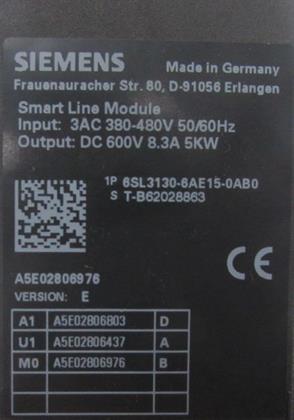 SIEMENS Made in Germany
Frauenauracher Str. 80, D-91056 Erlangen
Smart Line Module
Input: 3AC 380-480V 50/60Hz
Output: DC 600V 8.3A 5KW
1P 6SL3130-6AE15-0AB0
S T-B62028863
A5E02806976
CE
VERSION: E
A1 A5E02806803 D
U1 A5E02806437 A
M0 A5E02806976 B